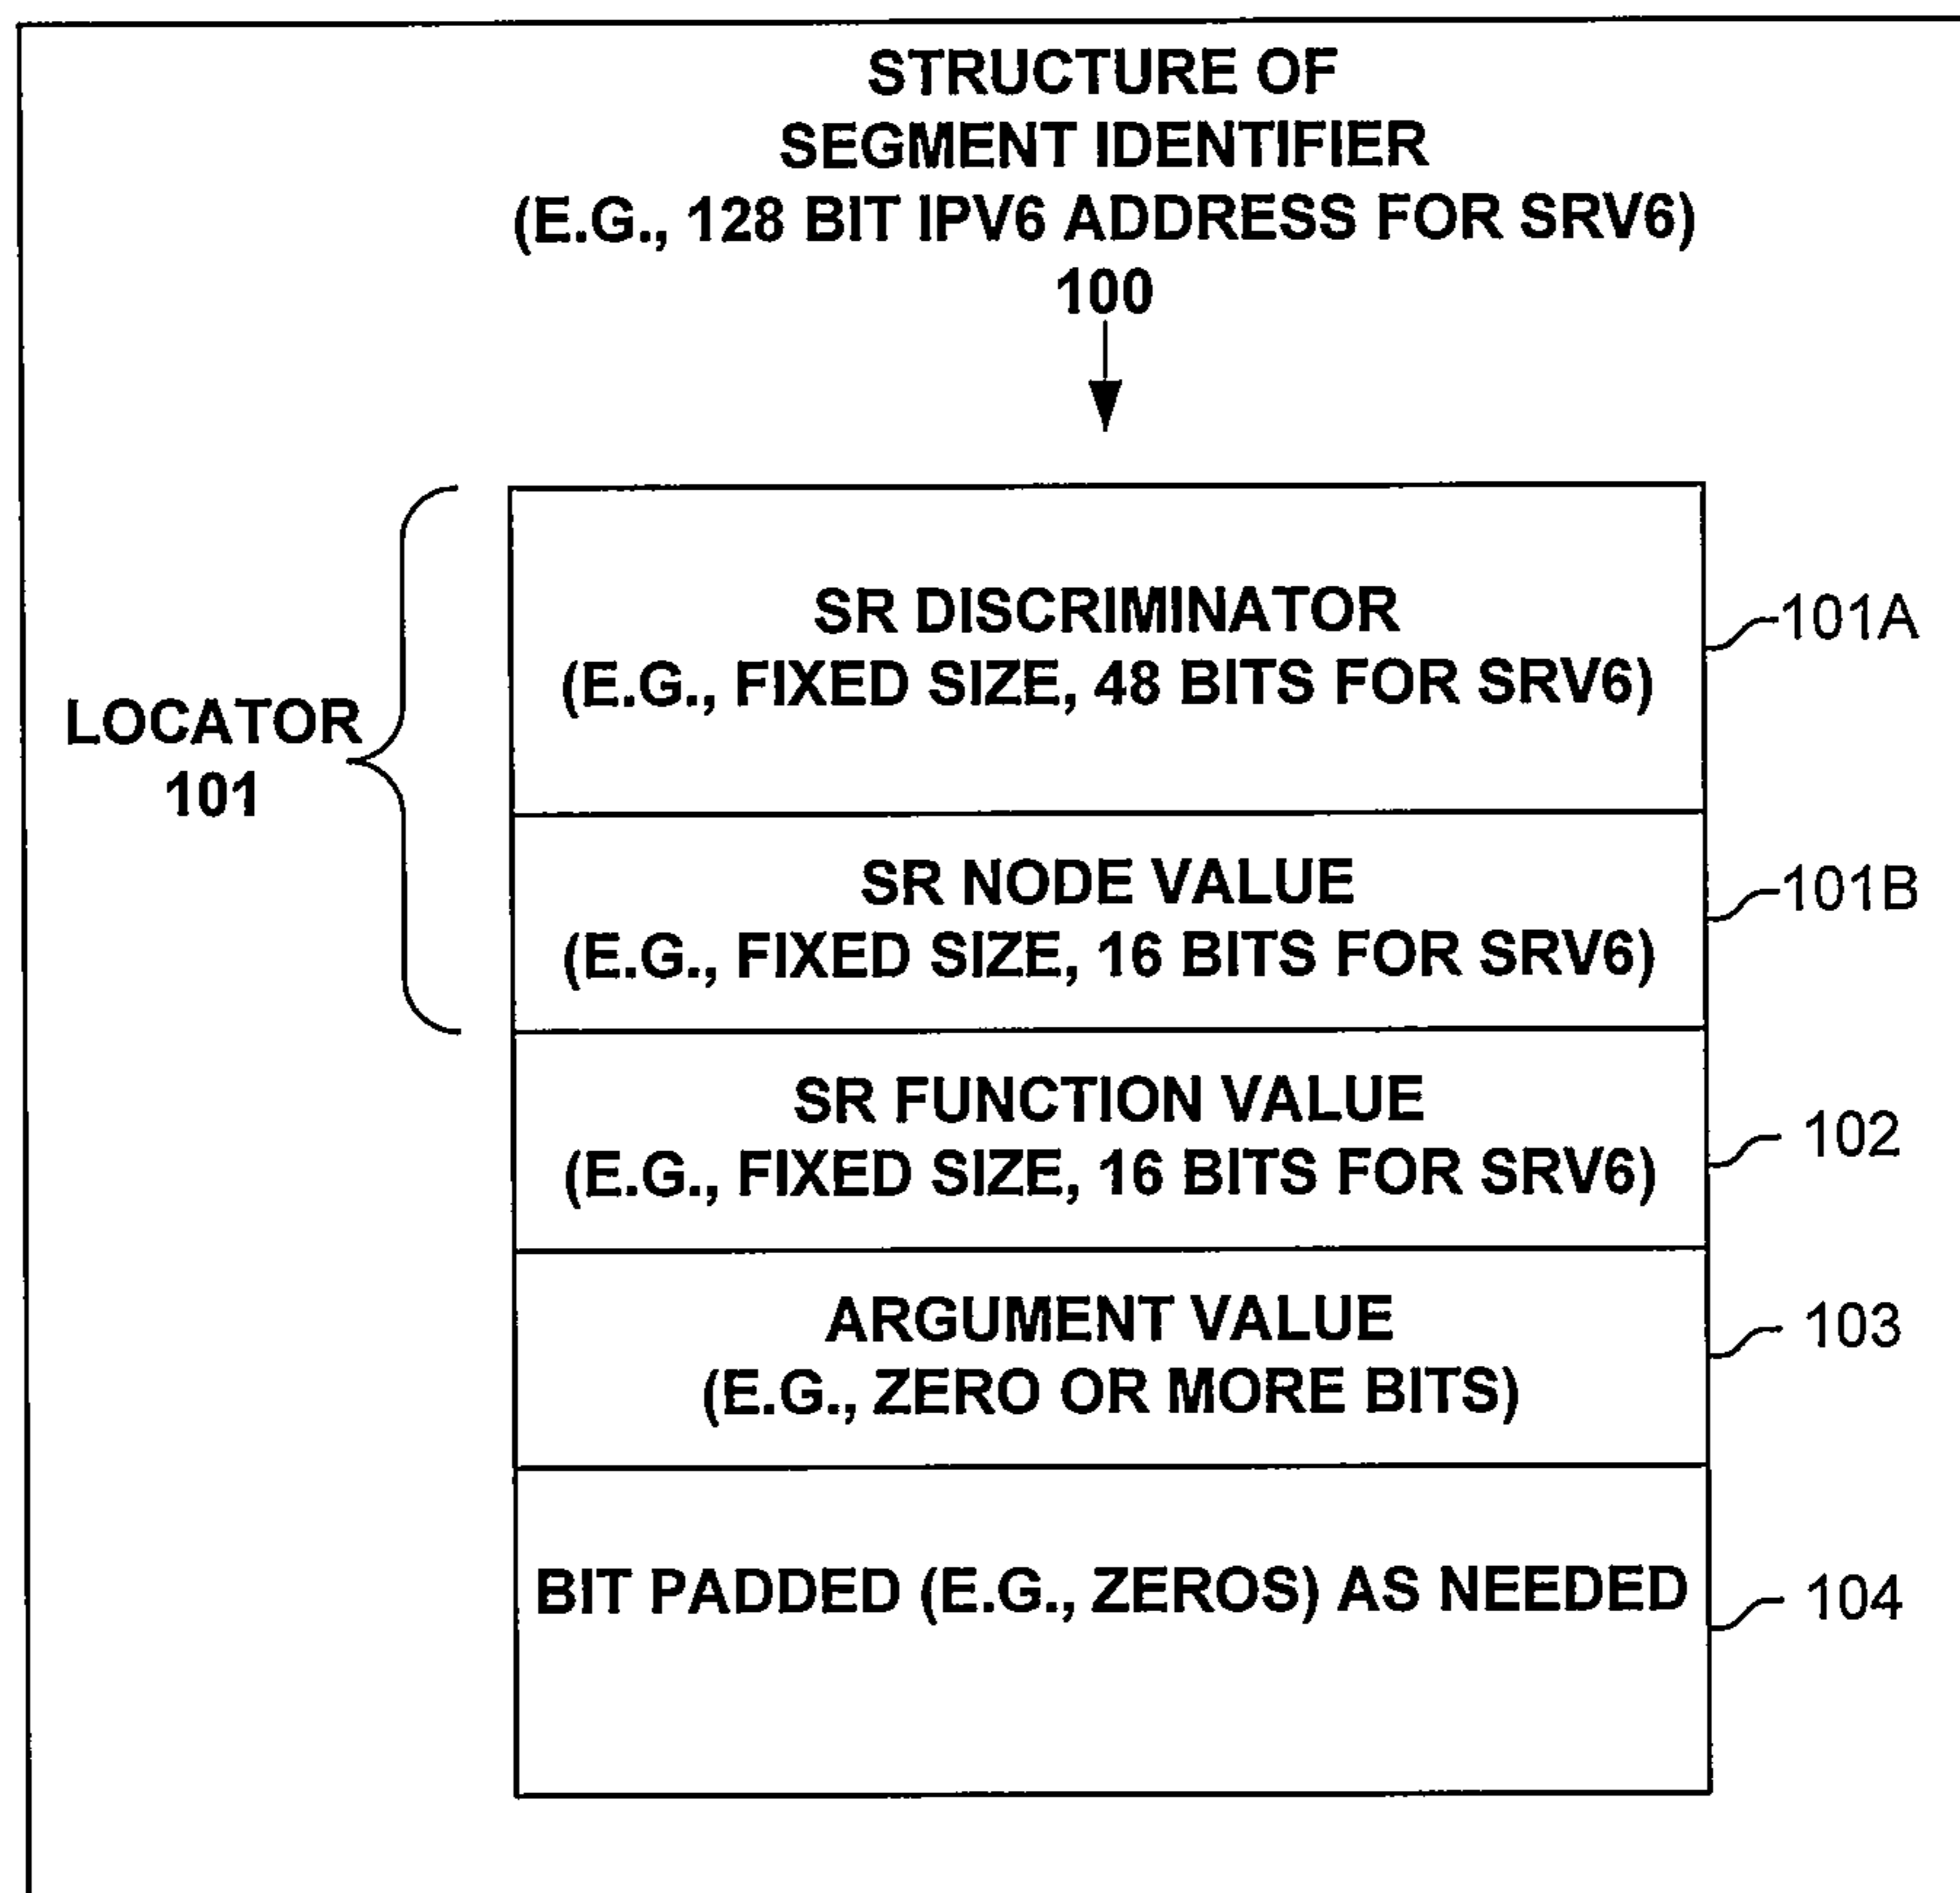 STRUCTURE OF
SEGMENT IDENTIFIER
(E.G., 128 BIT IPV6 ADDRESS FOR SRV6)
100
SR DISCRIMINATOR
(E.G., FIXED SIZE, 48 BITS FOR SRV6)
101A
LOCATOR
101
SR NODE VALUE
(E.G., FIXED SIZE, 16 BITS FOR SRV6)
101B
SR FUNCTION VALUE
(E.G., FIXED SIZE, 16 BITS FOR SRV6)
102
ARGUMENT VALUE
(E.G., ZERO OR MORE BITS)
103
BIT PADDED (E.G., ZEROS) AS NEEDED
104